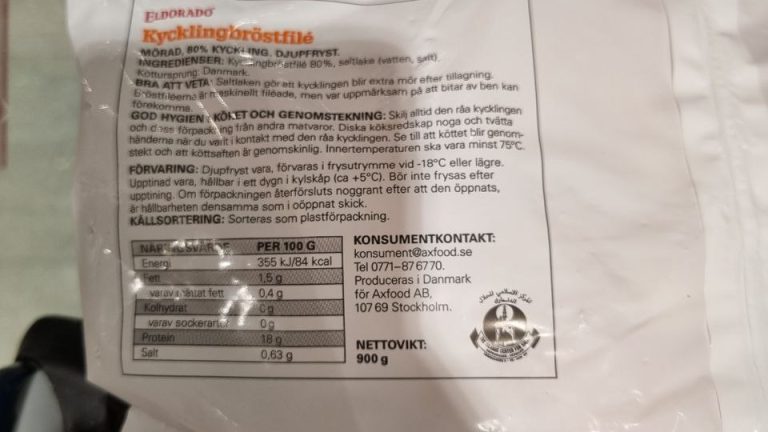 ELDORADO
Kycklingbröstfilé
MÖRAD, 80% KYCKLING. DJUPFRYST.
INGREDIENSER: Kycklingbröstfilé 80%, saltlake (vatten, salt).
Köttursprung: Danmark.
BRA ATT VETA: Saltlaken gör att kycklingen blir extra mör efter tillagning.
Bröstfiléerna är maskinellt filéade, men var uppmärksam på att bitar av ben kan
förekomma.
GOD HYGIEN I KÖKET OCH GENOMSTEKNING: Skilj alltid den råa kycklingen
och dess förpackning från andra matvaror. Diska köksredskap noga och tvätta
händerna när du varit i kontakt med den råa kycklingen. Se till att köttet blir genom-
stekt och att köttsaften är genomskinlig. Innertemperaturen ska vara minst 75°C.
FÖRVARING: Djupfryst vara, förvaras i frysutrymme vid -18°C eller lägre.
Upptinad vara, hållbar i ett dygn i kylskåp (ca +5°C). Bör inte frysas efter
upptining. Om förpackningen återförsluts noggrant efter att den öppnats,
är hållbarheten densamma som i oöppnat skick.
KÄLLSORTERING: Sorteras som plastförpackning.
NÄRINGSVÄRDE PER 100 G
Energi 355 kJ/84 kcal
Fett 1,5 g
varav mättat fett 0,4 g
Kolhydrat 0 g
varav sockerarter 0 g
Protein 18 g
Salt 0,63 g
KONSUMENTKONTAKT:
konsument@axfood.se
Tel 0771-87 67 70.
Produceras i Danmark
för Axfood AB,
107 69 Stockholm.
NETTOVIKT:
900 g